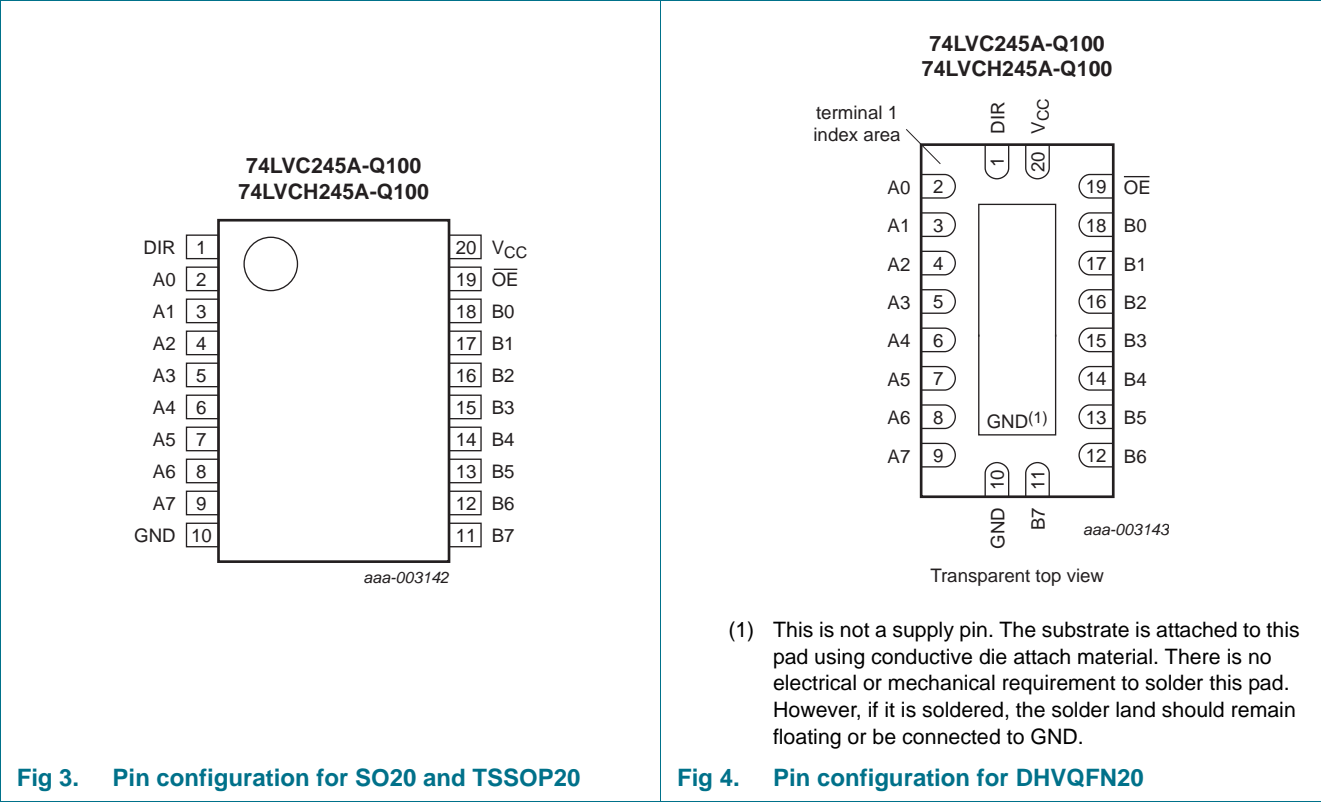 74LVC245A-Q100
74LVCH245A-Q100
DIR 1
A0 2
A1 3
A2 4
A3 5
A4 6
A5 7
A6 8
A7 9
GND 10
20 VCC
19 O̅E̅
18 B0
17 B1
16 B2
15 B3
14 B4
13 B5
12 B6
11 B7
aaa-003142
Fig 3. Pin configuration for SO20 and TSSOP20
74LVC245A-Q100
74LVCH245A-Q100
terminal 1
index area
DIR
VCC
1
20
A0 2
A1 3
A2 4
A3 5
A4 6
A5 7
A6 8
A7 9
19 O̅E̅
18 B0
17 B1
16 B2
15 B3
14 B4
13 B5
12 B6
GND(1)
10
11
GND
B7
aaa-003143
Transparent top view
(1) This is not a supply pin. The substrate is attached to this
pad using conductive die attach material. There is no
electrical or mechanical requirement to solder this pad.
However, if it is soldered, the solder land should remain
floating or be connected to GND.
Fig 4. Pin configuration for DHVQFN20